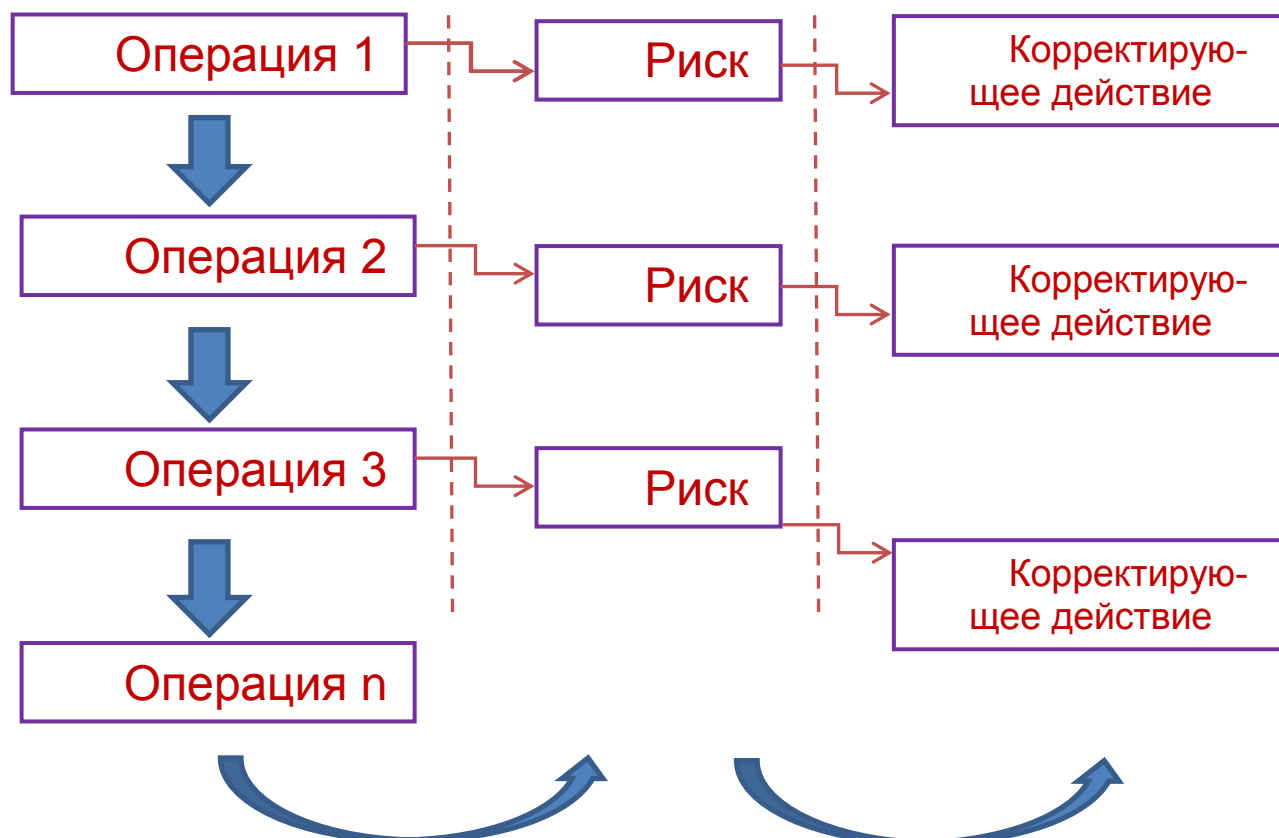 Операция 1
Риск
Корректирую-
щее действие
Операция 2
Риск
Корректирую-
щее действие
Операция 3
Риск
Корректирую-
щее действие
Операция n